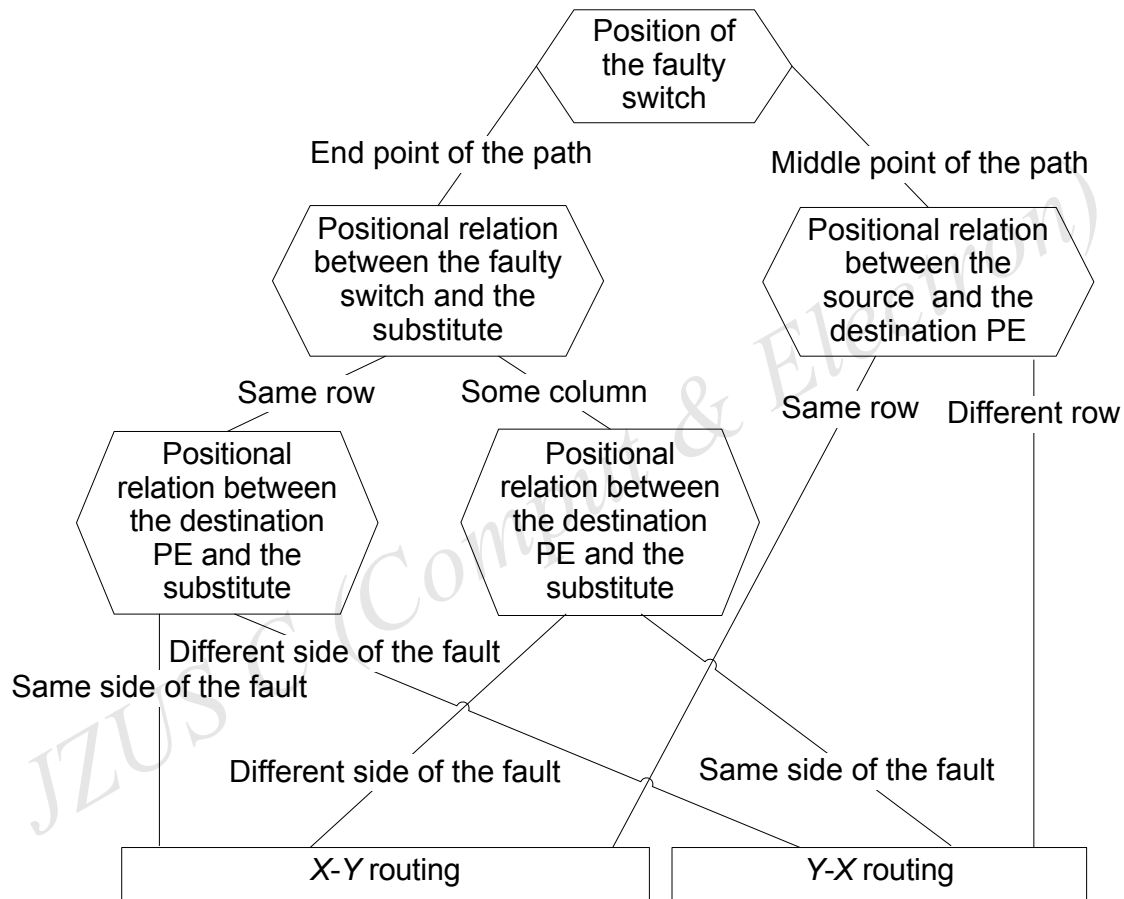 Position of
the faulty
switch
End point of the path
Middle point of the path
Positional relation
between the faulty
switch and the
substitute
Positional relation
between the
source and the
destination PE
Same row
Some column
Same row
Different row
Positional
relation between
the destination
PE and the
substitute
Positional
relation between
the destination
PE and the
substitute
Different side of the fault
Same side of the fault
Different side of the fault
Same side of the fault
X-Y routing
Y-X routing
JZUS C (Comput & Electron)